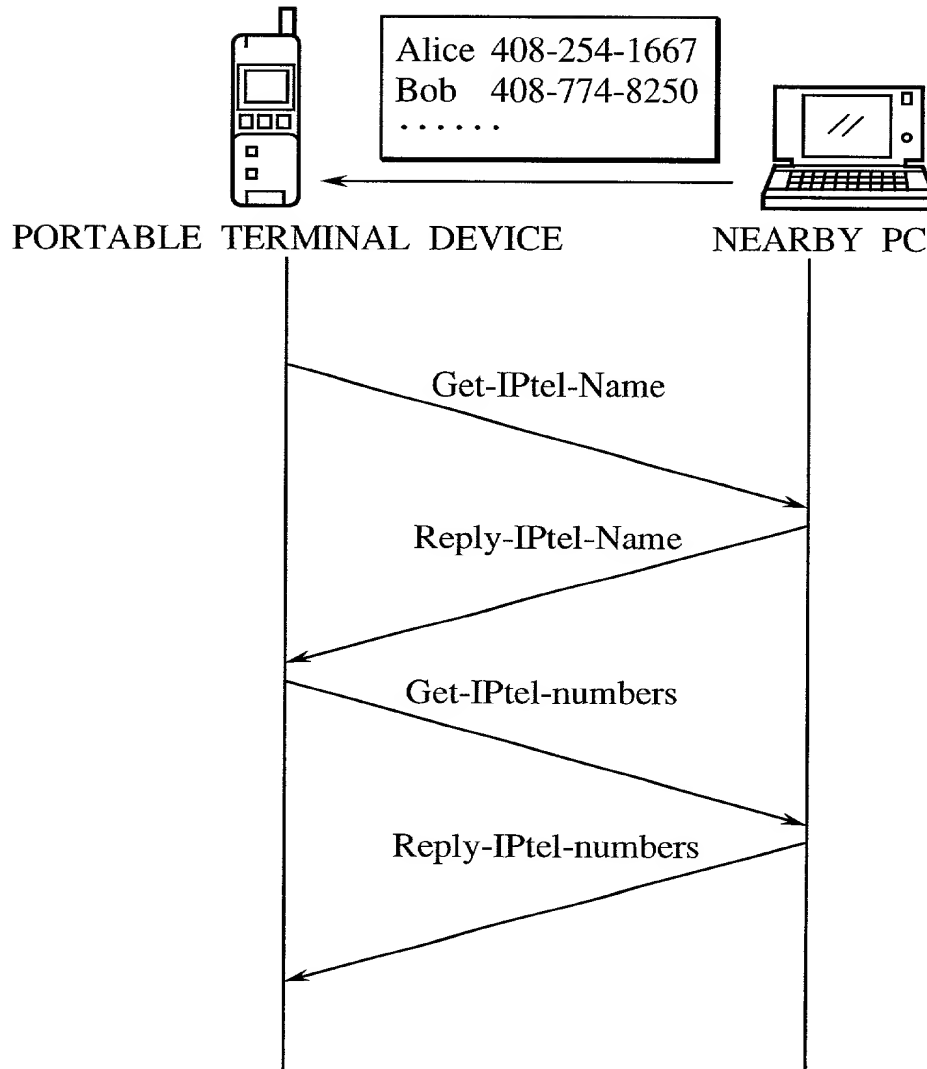 Alice 408-254-1667
Bob 408-774-8250
. . . . . .
PORTABLE TERMINAL DEVICE
NEARBY PC
Get-IPtel-Name
Reply-IPtel-Name
Get-IPtel-numbers
Reply-IPtel-numbers